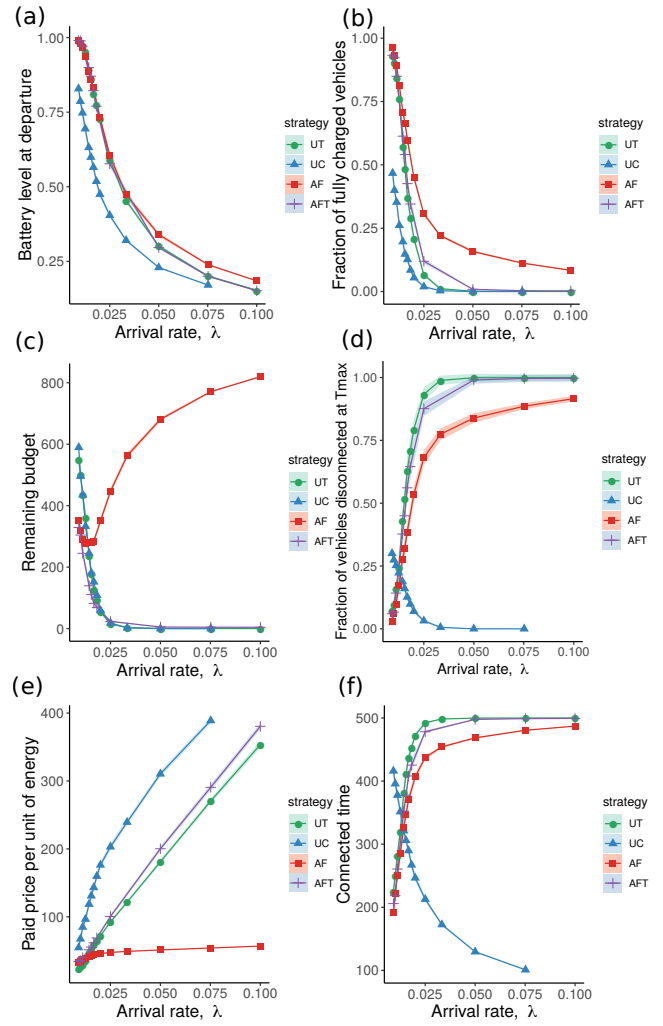 (a)
Battery level at departure
1.00
0.75
0.50
0.25
0.025 0.050 0.075 0.100
Arrival rate, λ
strategy
UT
UC
AF
AFT
(b)
Fraction of fully charged vehicles
1.00
0.75
0.50
0.25
0.00
0.025 0.050 0.075 0.100
Arrival rate, λ
strategy
UT
UC
AF
AFT
(c)
Remaining budget
800
600
400
200
0
0.025 0.050 0.075 0.100
Arrival rate, λ
strategy
UT
UC
AF
AFT
(d)
Fraction of vehicles disconnected at Tmax
1.00
0.75
0.50
0.25
0.00
0.025 0.050 0.075 0.100
Arrival rate, λ
strategy
UT
UC
AF
AFT
(e)
Paid price per unit of energy
400
300
200
100
0.025 0.050 0.075 0.100
Arrival rate, λ
strategy
UT
UC
AF
AFT
(f)
Connected time
500
400
300
200
100
0.025 0.050 0.075 0.100
Arrival rate, λ
strategy
UT
UC
AF
AFT